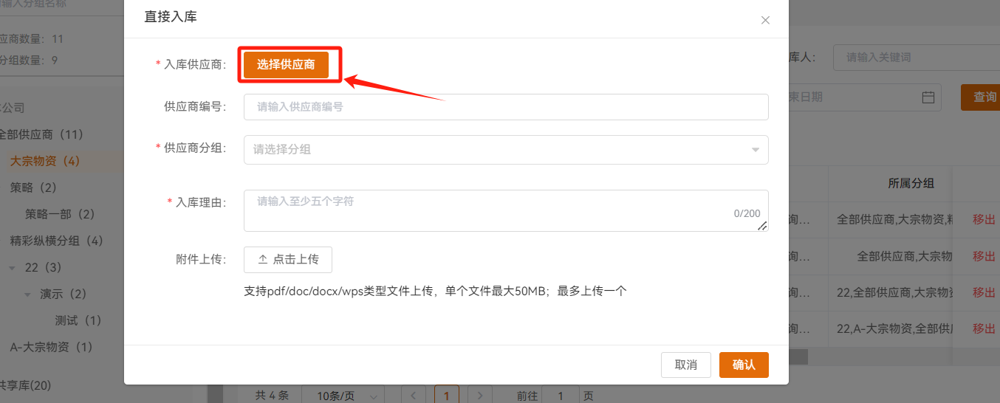 请输入分组名称
应商数量：11
分组数量：9
公司
全部供应商（11）
大宗物资（4）
策略（2）
策略一部（2）
精彩纵横分组（4）
22（3）
演示（2）
测试（1）
A-大宗物资（1）
共享库(20)
直接入库
* 入库供应商：
选择供应商
供应商编号：
请输入供应商编号
* 供应商分组：
请选择分组
* 入库理由：
请输入至少五个字符
0/200
附件上传：
点击上传
支持pdf/doc/docx/wps类型文件上传，单个文件最大50MB；最多上传一个
取消
确认
库人：
请输入关键词
束日期
查询
所属分组
询... 全部供应商,大宗物资,精 移出
询... 全部供应商,大宗物 移出
询... 22,全部供应商,大宗物资 移出
询... 22,A-大宗物资,全部供应 移出
共 4 条
10条/页
1
前往 1 页